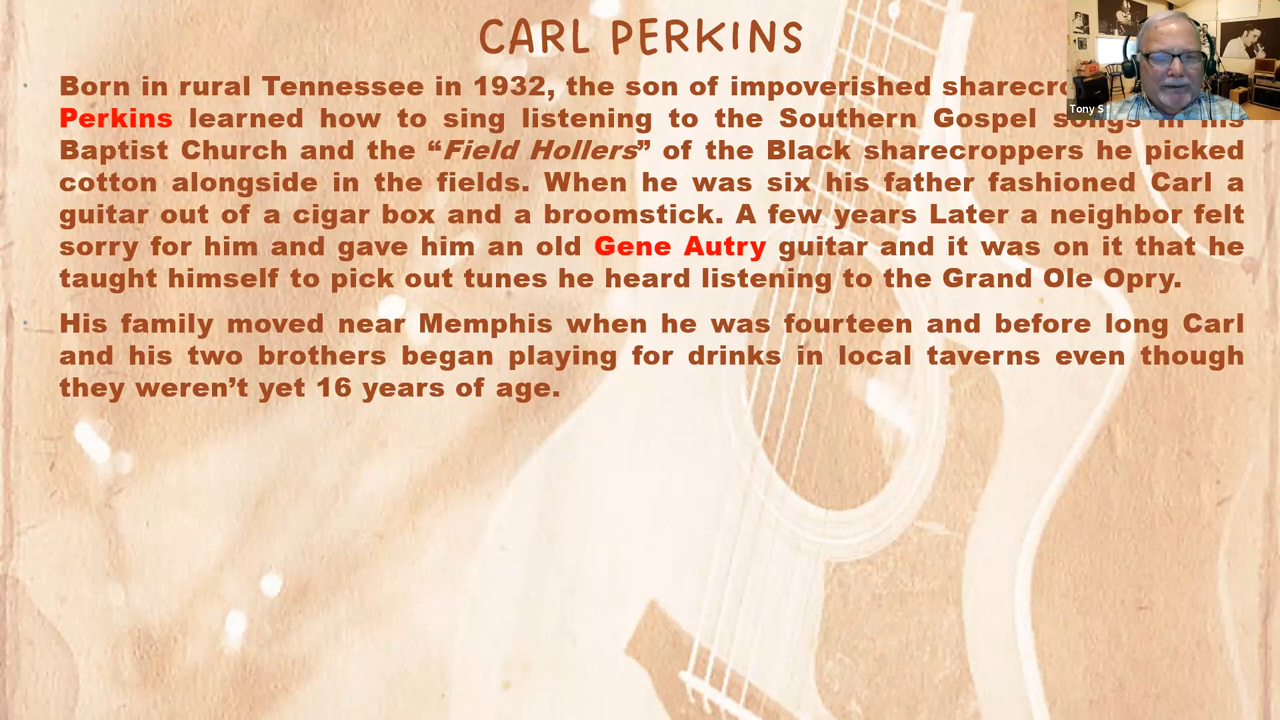 CARL PERKINS
Born in rural Tennessee in 1932, the son of impoverished
Perkins learned how to sing listening to the Southern Gospel songs in his
Baptist Church and the “Field Hollers” of the Black sharecroppers he picked
cotton alongside in the fields. When he was six his father fashioned Carl a
guitar out of a cigar box and a broomstick. A few years Later a neighbor felt
sorry for him and gave him an old Gene Autry guitar and it was on it that he
taught himself to pick out tunes he heard listening to the Grand Ole Opry.
His family moved near Memphis when he was fourteen and before long Carl
and his two brothers began playing for drinks in local taverns even though
they weren’t yet 16 years of age.
Tony S